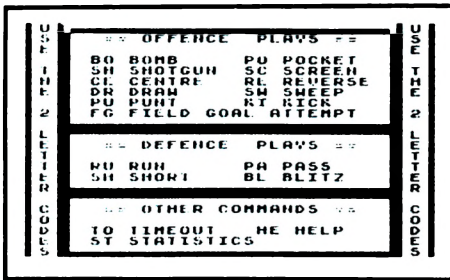 == OFFENCE PLAYS ==
BO BOMB PO POCKET
SH SHOTGUN SC SCREEN
CE CENTRE RE REVERSE
DR DRAW SW SWEEP
PU PUNT KI KICK
FG FIELD GOAL ATTEMPT
== DEFENCE PLAYS ==
RU RUN PA PASS
SH SHORT BL BLITZ
== OTHER COMMANDS ==
TO TIMEOUT HE HELP
ST STATISTICS
USE THE 2 LETTER CODES
USE THE 2 LETTER CODES